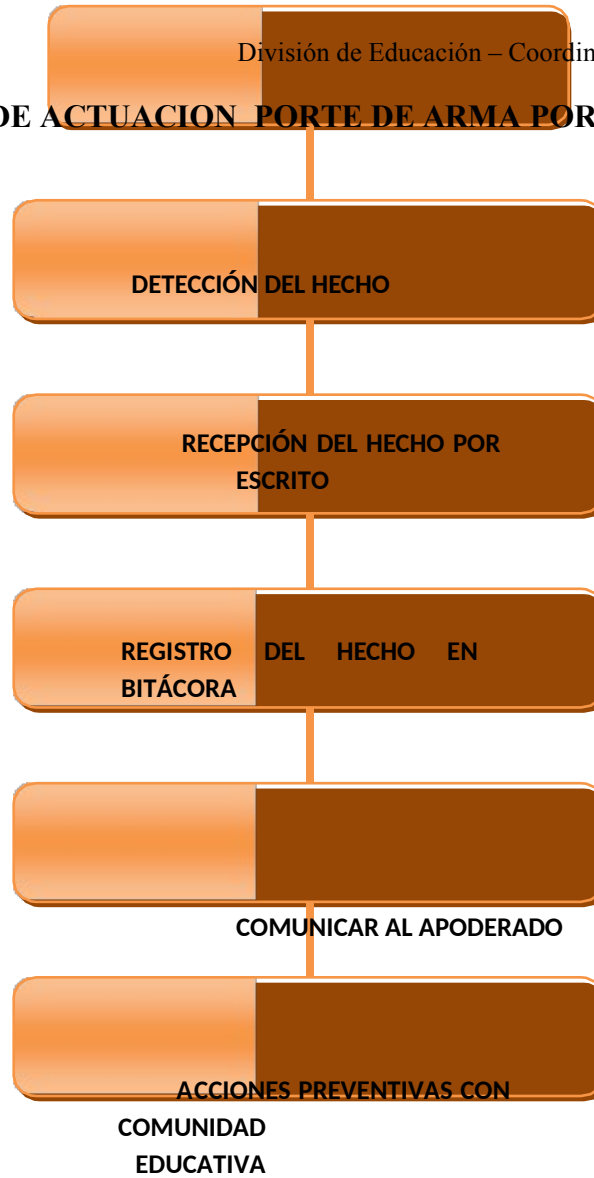 División de Educación – Coordin
DE ACTUACION PORTE DE ARMA POR
DETECCIÓN DEL HECHO
RECEPCIÓN DEL HECHO POR
ESCRITO
REGISTRO DEL HECHO EN
BITÁCORA
COMUNICAR AL APODERADO
ACCIONES PREVENTIVAS CON
COMUNIDAD
EDUCATIVA